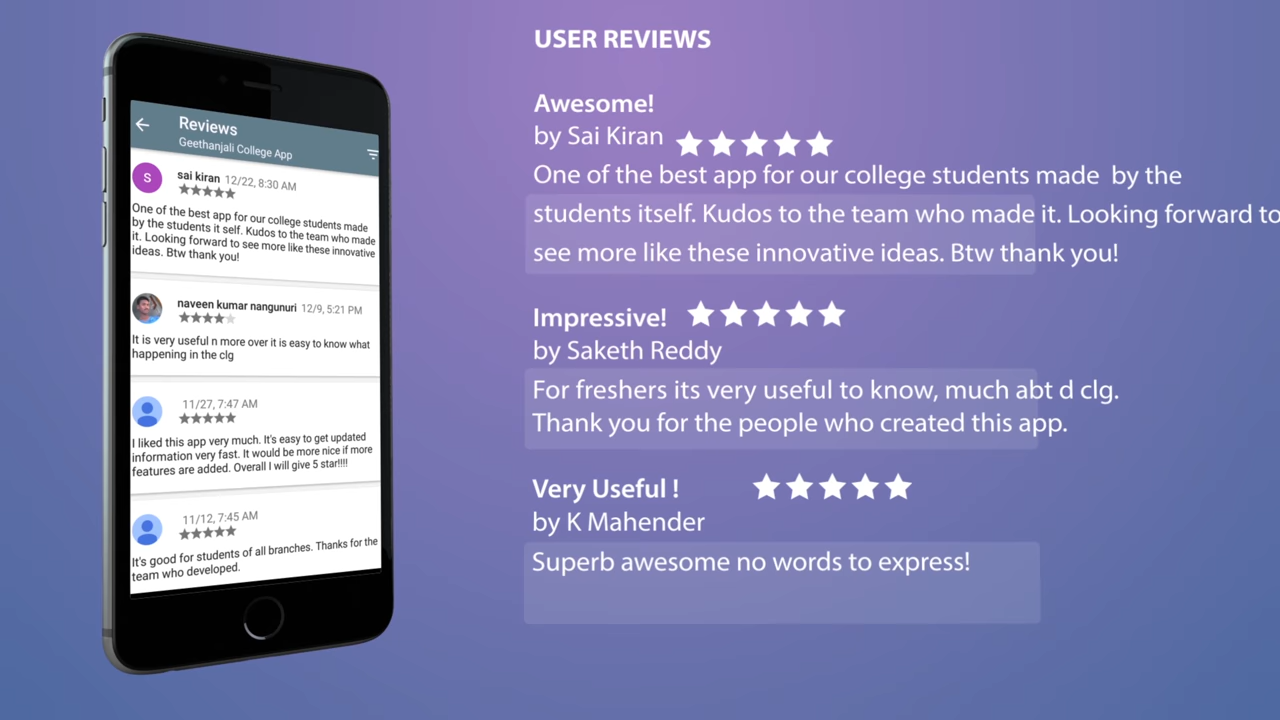 Reviews
Geethanjali College App
S
sai kiran 12/22, 8:30 AM
One of the best app for our college students made
by the students it self. Kudos to the team who made
it. Looking forward to see more like these innovative
ideas. Btw thank you!
naveen kumar nangunuri 12/9, 5:21 PM
It is very useful n more over it is easy to know what
happening in the clg
11/27, 7:47 AM
I liked this app very much. It's easy to get updated
information very fast. It would be more nice if more
features are added. Overall I will give 5 star!!!!
11/12, 7:45 AM
It's good for students of all branches. Thanks for the
team who developed.
USER REVIEWS
Awesome!
by Sai Kiran
One of the best app for our college students made by the
students itself. Kudos to the team who made it. Looking forward to
see more like these innovative ideas. Btw thank you!
Impressive!
by Saketh Reddy
For freshers its very useful to know, much abt d clg.
Thank you for the people who created this app.
Very Useful !
by K Mahender
Superb awesome no words to express!